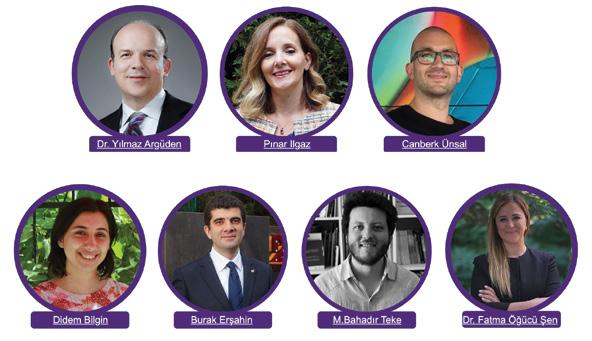 Dr. Yılmaz Argüden
Pınar Ilgaz
Canberk Ünsal
Didem Bilgin
Burak Erşahin
M.Bahadır Teke
Dr. Fatma Öğücü Şen